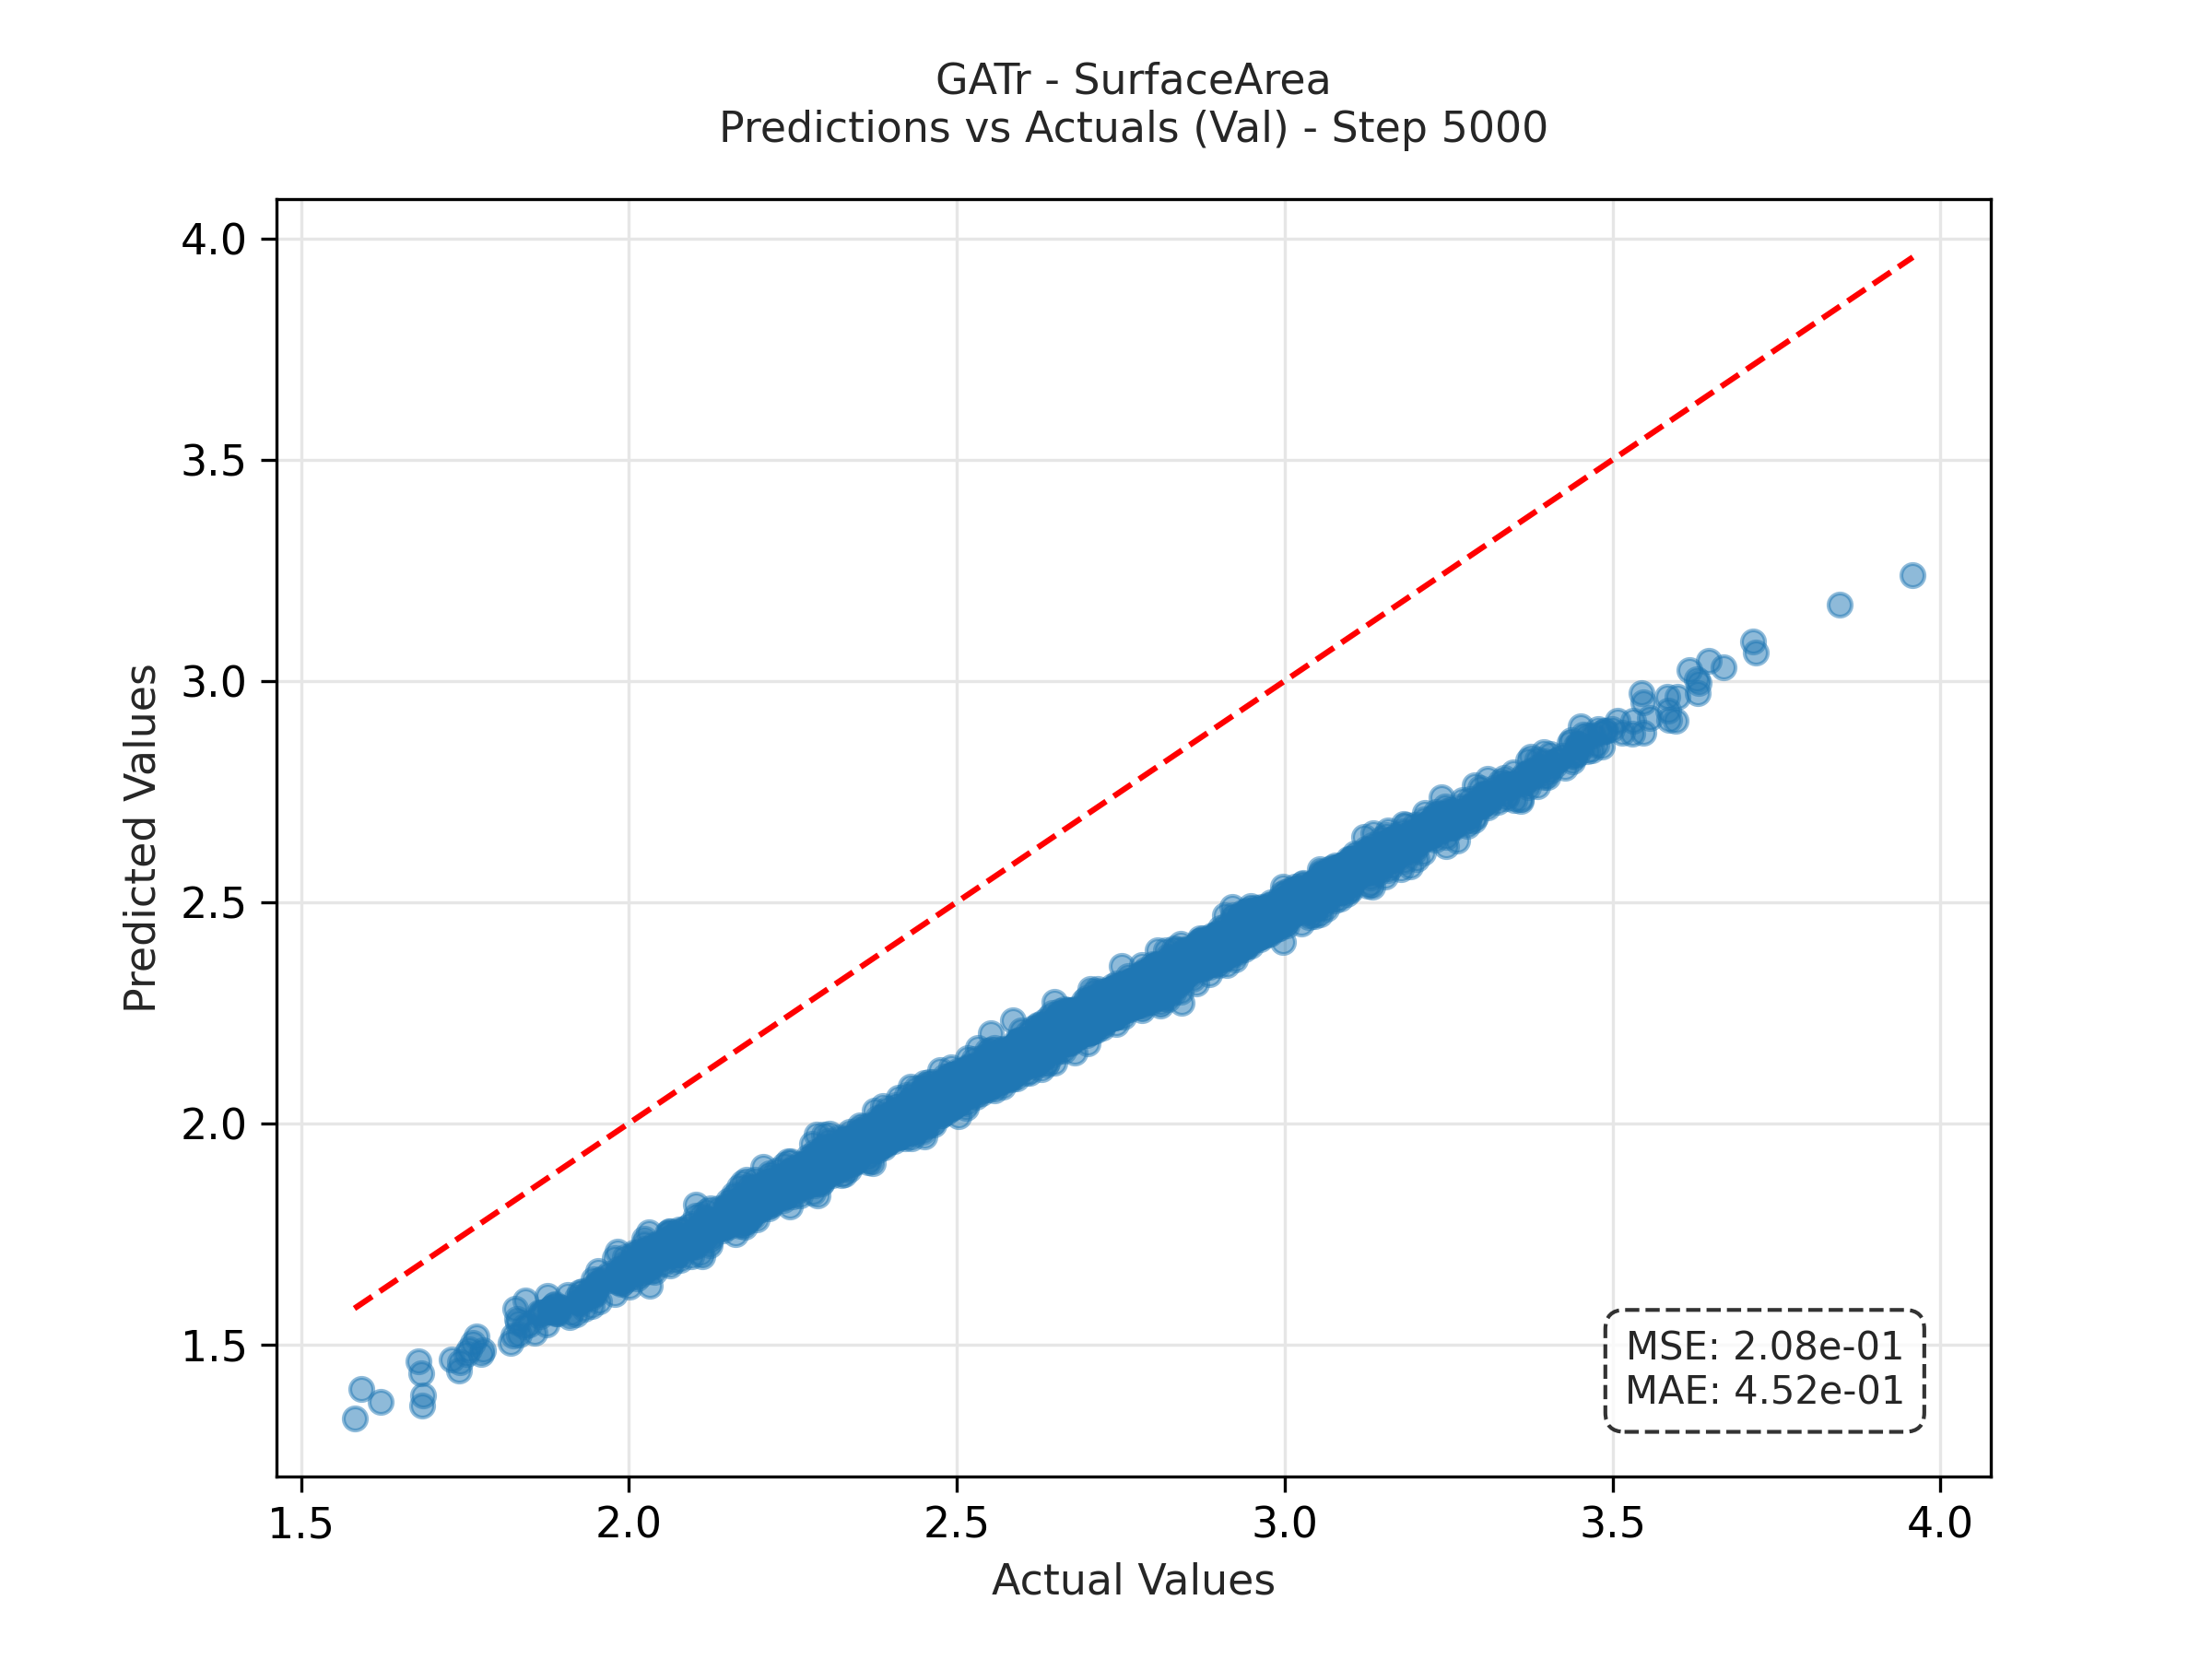 GATr - SurfaceArea
Predictions vs Actuals (Val) - Step 5000
4.0
3.5
3.0
2.5
2.0
1.5
Predicted Values
MSE: 2.08e-01
MAE: 4.52e-01
1.5 2.0 2.5 3.0 3.5 4.0
Actual Values